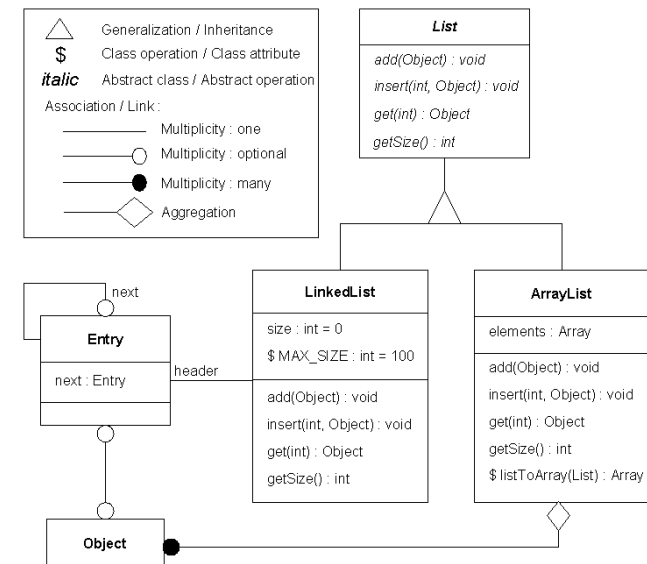 Generalization / Inheritance
$ Class operation / Class attribute
italic Abstract class / Abstract operation
Association / Link :
Multiplicity : one
Multiplicity : optional
Multiplicity : many
Aggregation
List
add(Object) : void
insert(int, Object) : void
get(int) : Object
getSize() : int
next
Entry
next : Entry
header
LinkedList
size : int = 0
$ MAX_SIZE : int = 100
add(Object) : void
insert(int, Object) : void
get(int) : Object
getSize() : int
ArrayList
elements : Array
add(Object) : void
insert(int, Object) : void
get(int) : Object
getSize() : int
$ listToArray(List) : Array
Object